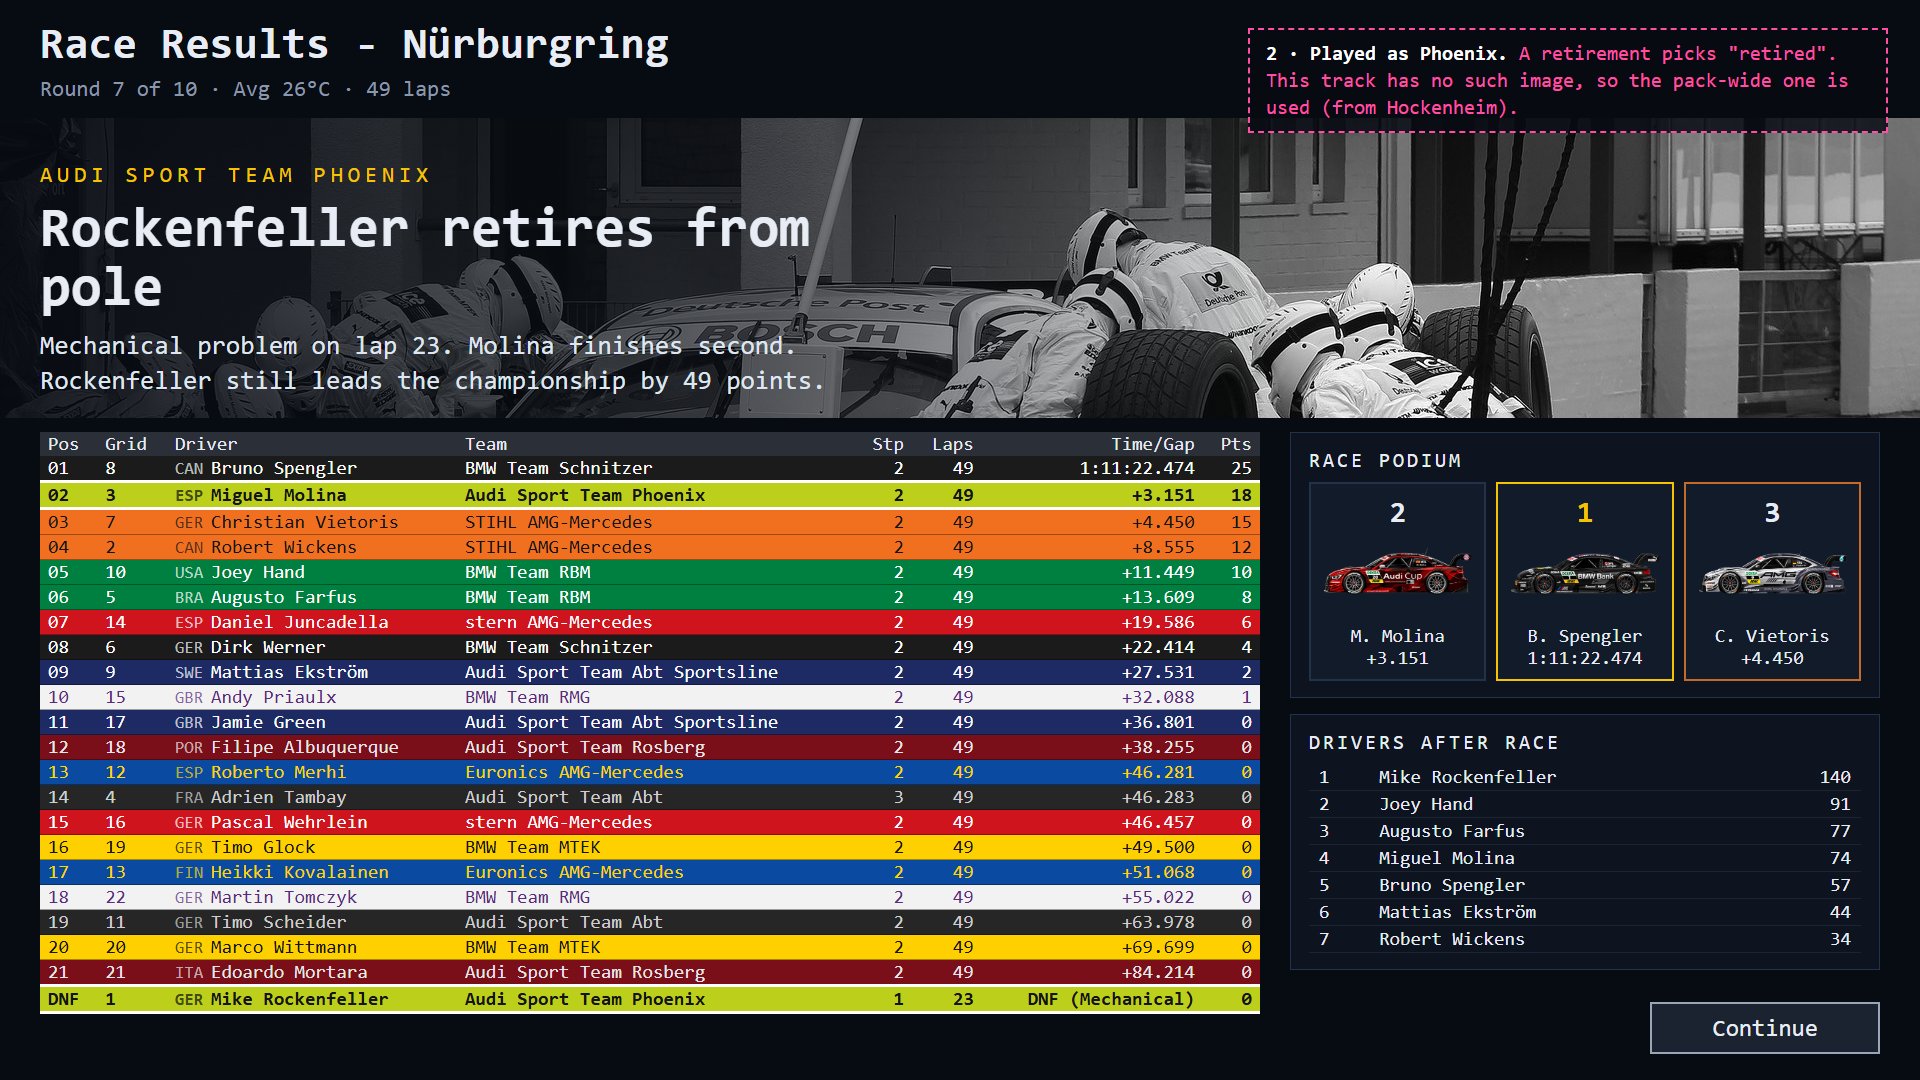 Race Results - Nürburgring
Round 7 of 10 · Avg 26°C · 49 laps
2 · Played as Phoenix. A retirement picks "retired".
This track has no such image, so the pack-wide one is
used (from Hockenheim).
AUDI SPORT TEAM PHOENIX
Rockenfeller retires from
pole
Mechanical problem on lap 23. Molina finishes second.
Rockenfeller still leads the championship by 49 points.
Deutsche Post
BOSCH
Deutsche Post
Pos Grid Driver Team Stp Laps Time/Gap Pts
01 8 CAN Bruno Spengler BMW Team Schnitzer 2 49 1:11:22.474 25
02 3 ESP Miguel Molina Audi Sport Team Phoenix 2 49 +3.151 18
03 7 GER Christian Vietoris STIHL AMG-Mercedes 2 49 +4.450 15
04 2 CAN Robert Wickens STIHL AMG-Mercedes 2 49 +8.555 12
05 10 USA Joey Hand BMW Team RBM 2 49 +11.449 10
06 5 BRA Augusto Farfus BMW Team RBM 2 49 +13.609 8
07 14 ESP Daniel Juncadella stern AMG-Mercedes 2 49 +19.586 6
08 6 GER Dirk Werner BMW Team Schnitzer 2 49 +22.414 4
09 9 SWE Mattias Ekström Audi Sport Team Abt Sportsline 2 49 +27.531 2
10 15 GBR Andy Priaulx BMW Team RMG 2 49 +32.088 1
11 17 GBR Jamie Green Audi Sport Team Abt Sportsline 2 49 +36.801 0
12 18 POR Filipe Albuquerque Audi Sport Team Rosberg 2 49 +38.255 0
13 12 ESP Roberto Merhi Euronics AMG-Mercedes 2 49 +46.281 0
14 4 FRA Adrien Tambay Audi Sport Team Abt 3 49 +46.283 0
15 16 GER Pascal Wehrlein stern AMG-Mercedes 2 49 +46.457 0
16 19 GER Timo Glock BMW Team MTEK 2 49 +49.500 0
17 13 FIN Heikki Kovalainen Euronics AMG-Mercedes 2 49 +51.068 0
18 22 GER Martin Tomczyk BMW Team RMG 2 49 +55.022 0
19 11 GER Timo Scheider Audi Sport Team Abt 2 49 +63.978 0
20 20 GER Marco Wittmann BMW Team MTEK 2 49 +69.699 0
21 21 ITA Edoardo Mortara Audi Sport Team Rosberg 2 49 +84.214 0
DNF 1 GER Mike Rockenfeller Audi Sport Team Phoenix 1 23 DNF (Mechanical) 0
RACE PODIUM
2 1 3
Audi Cup BMW Bank AMG
M. Molina B. Spengler C. Vietoris
+3.151 1:11:22.474 +4.450
DRIVERS AFTER RACE
1 Mike Rockenfeller 140
2 Joey Hand 91
3 Augusto Farfus 77
4 Miguel Molina 74
5 Bruno Spengler 57
6 Mattias Ekström 44
7 Robert Wickens 34
Continue